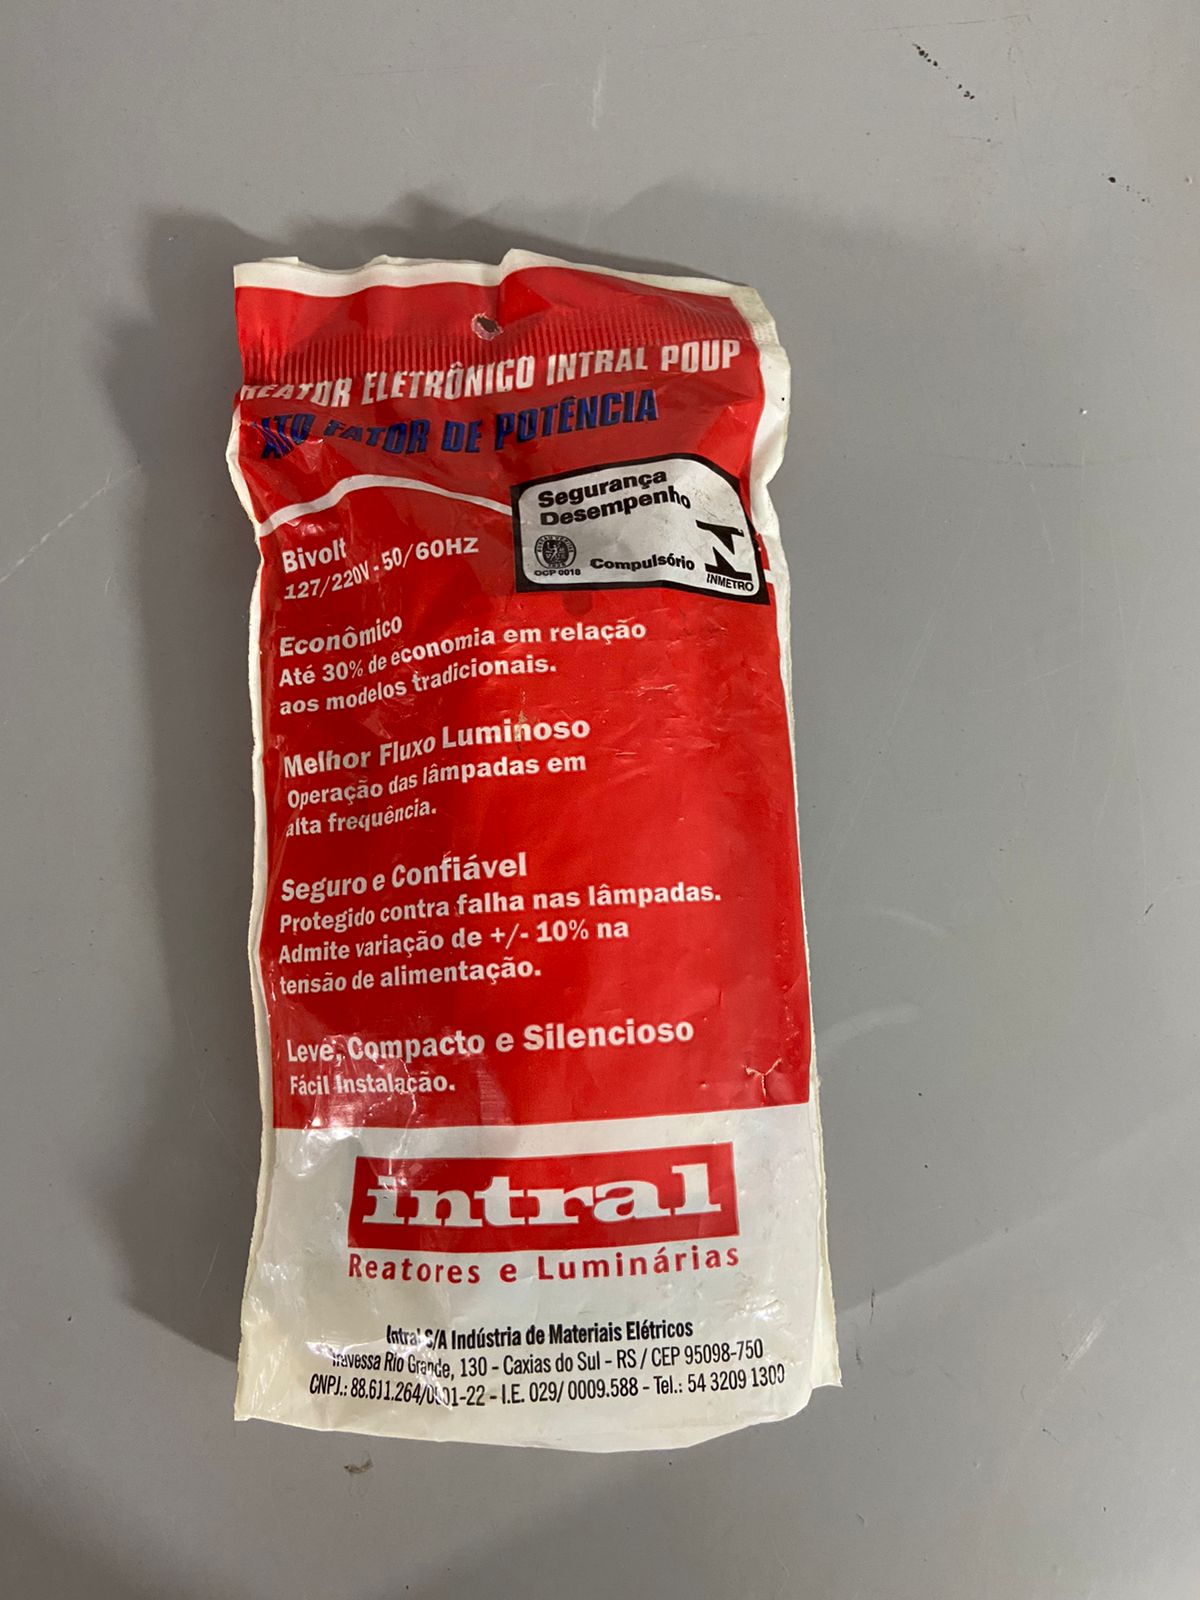 REATOR ELETRÔNICO INTRAL POUP
ALTO FATOR DE POTÊNCIA
Segurança
Desempenho
OCP 0018
Compulsório
INMETRO
Bivolt
127/220V - 50/60HZ
Econômico
Até 30% de economia em relação
aos modelos tradicionais.
Melhor Fluxo Luminoso
Operação das lâmpadas em
alta frequência.
Seguro e Confiável
Protegido contra falha nas lâmpadas.
Admite variação de +/- 10% na
tensão de alimentação.
Leve, Compacto e Silencioso
Fácil Instalação.
intral
Reatores e Luminárias
Intral S/A Indústria de Materiais Elétricos
Travessa Rio Grande, 130 - Caxias do Sul - RS / CEP 95098-750
CNPJ.: 88.611.264/0001-22 - I.E. 029/ 0009.588 - Tel.: 54 3209 1300